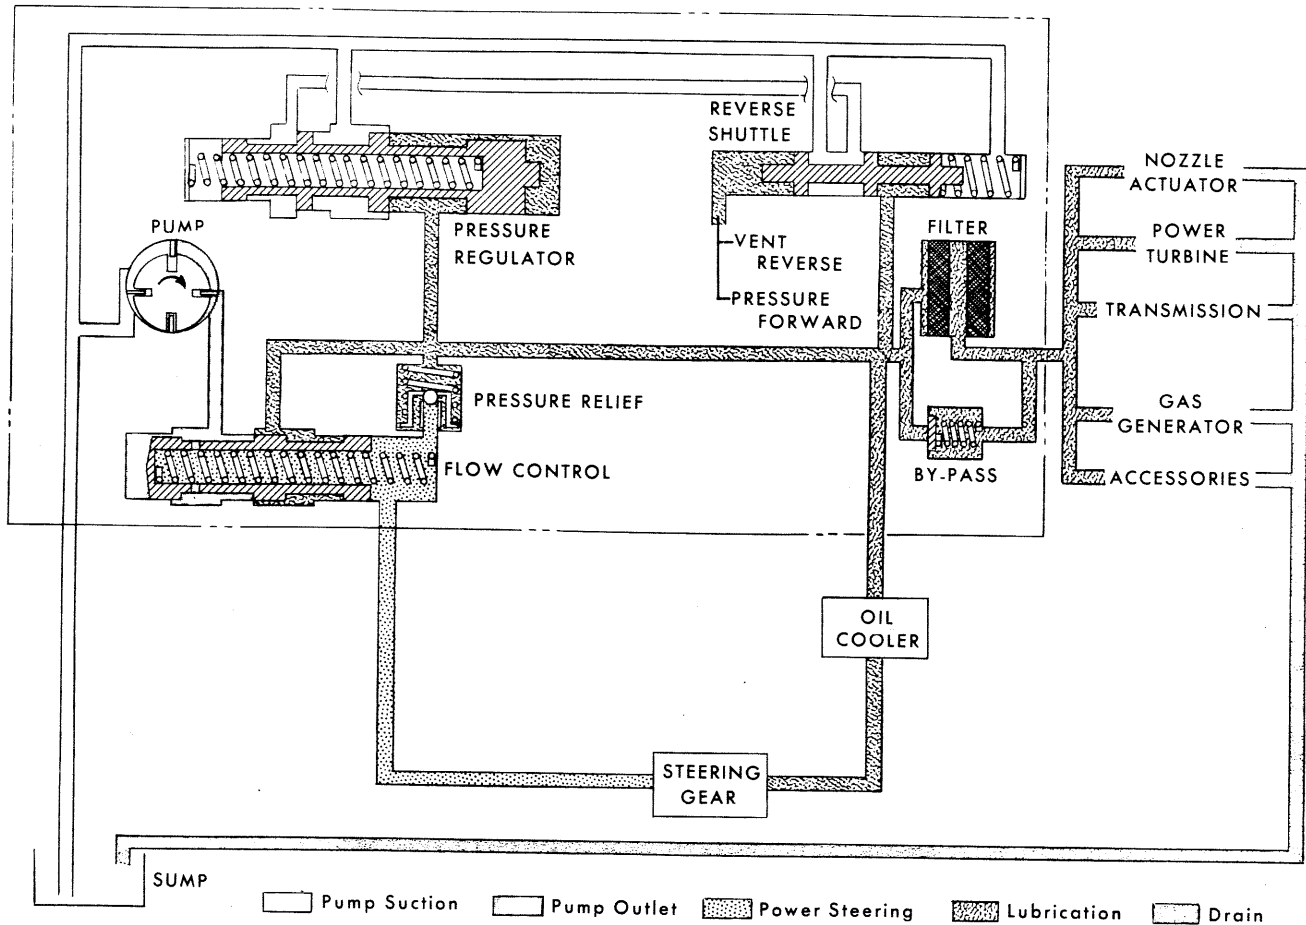 REVERSE
SHUTTLE
NOZZLE
ACTUATOR
PUMP
PRESSURE
REGULATOR
VENT
REVERSE
FILTER
POWER
TURBINE
PRESSURE
FORWARD
TRANSMISSION
PRESSURE RELIEF
GAS
GENERATOR
FLOW CONTROL
BY-PASS
ACCESSORIES
OIL
COOLER
STEERING
GEAR
SUMP
Pump Suction
Pump Outlet
Power Steering
Lubrication
Drain